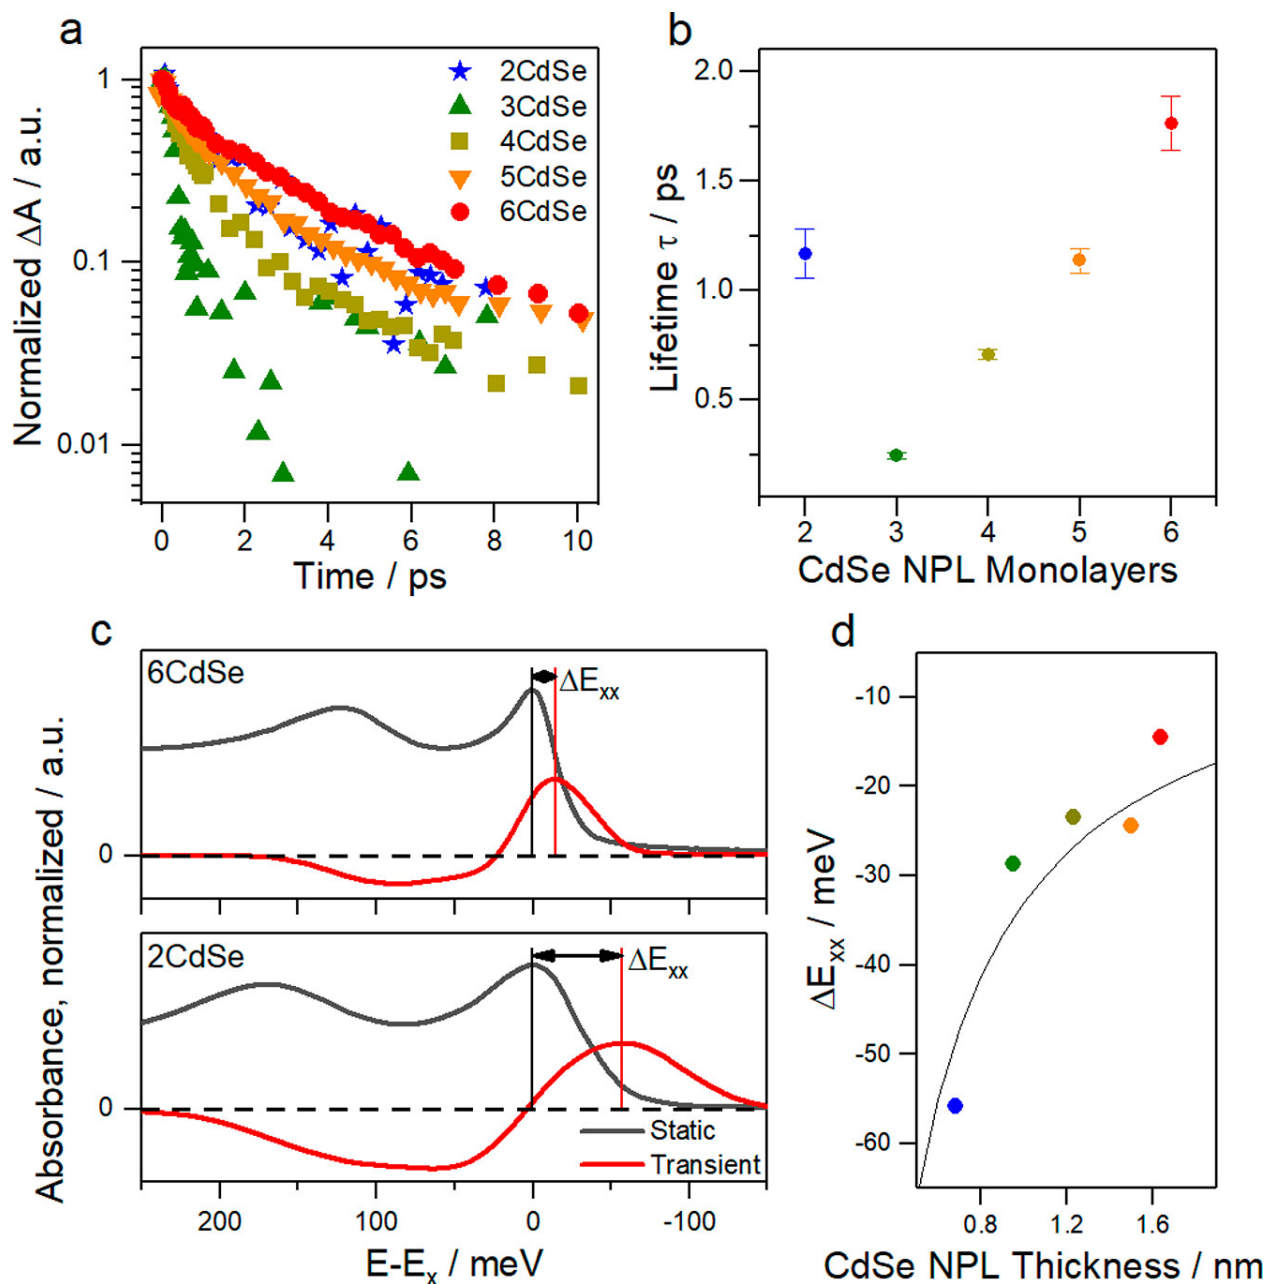 a
Normalized ΔA / a.u.
1
0.1
0.01
2CdSe
3CdSe
4CdSe
5CdSe
6CdSe
0 2 4 6 8 10
Time / ps
b
Lifetime τ / ps
2.0
1.5
1.0
0.5
2 3 4 5 6
CdSe NPL Monolayers
c
Absorbance, normalized / a.u.
6CdSe
ΔExx
0
2CdSe
ΔExx
0
Static
Transient
200 100 0 -100
E-Ex / meV
d
ΔExx / meV
-10
-20
-30
-40
-50
-60
0.8 1.2 1.6
CdSe NPL Thickness / nm